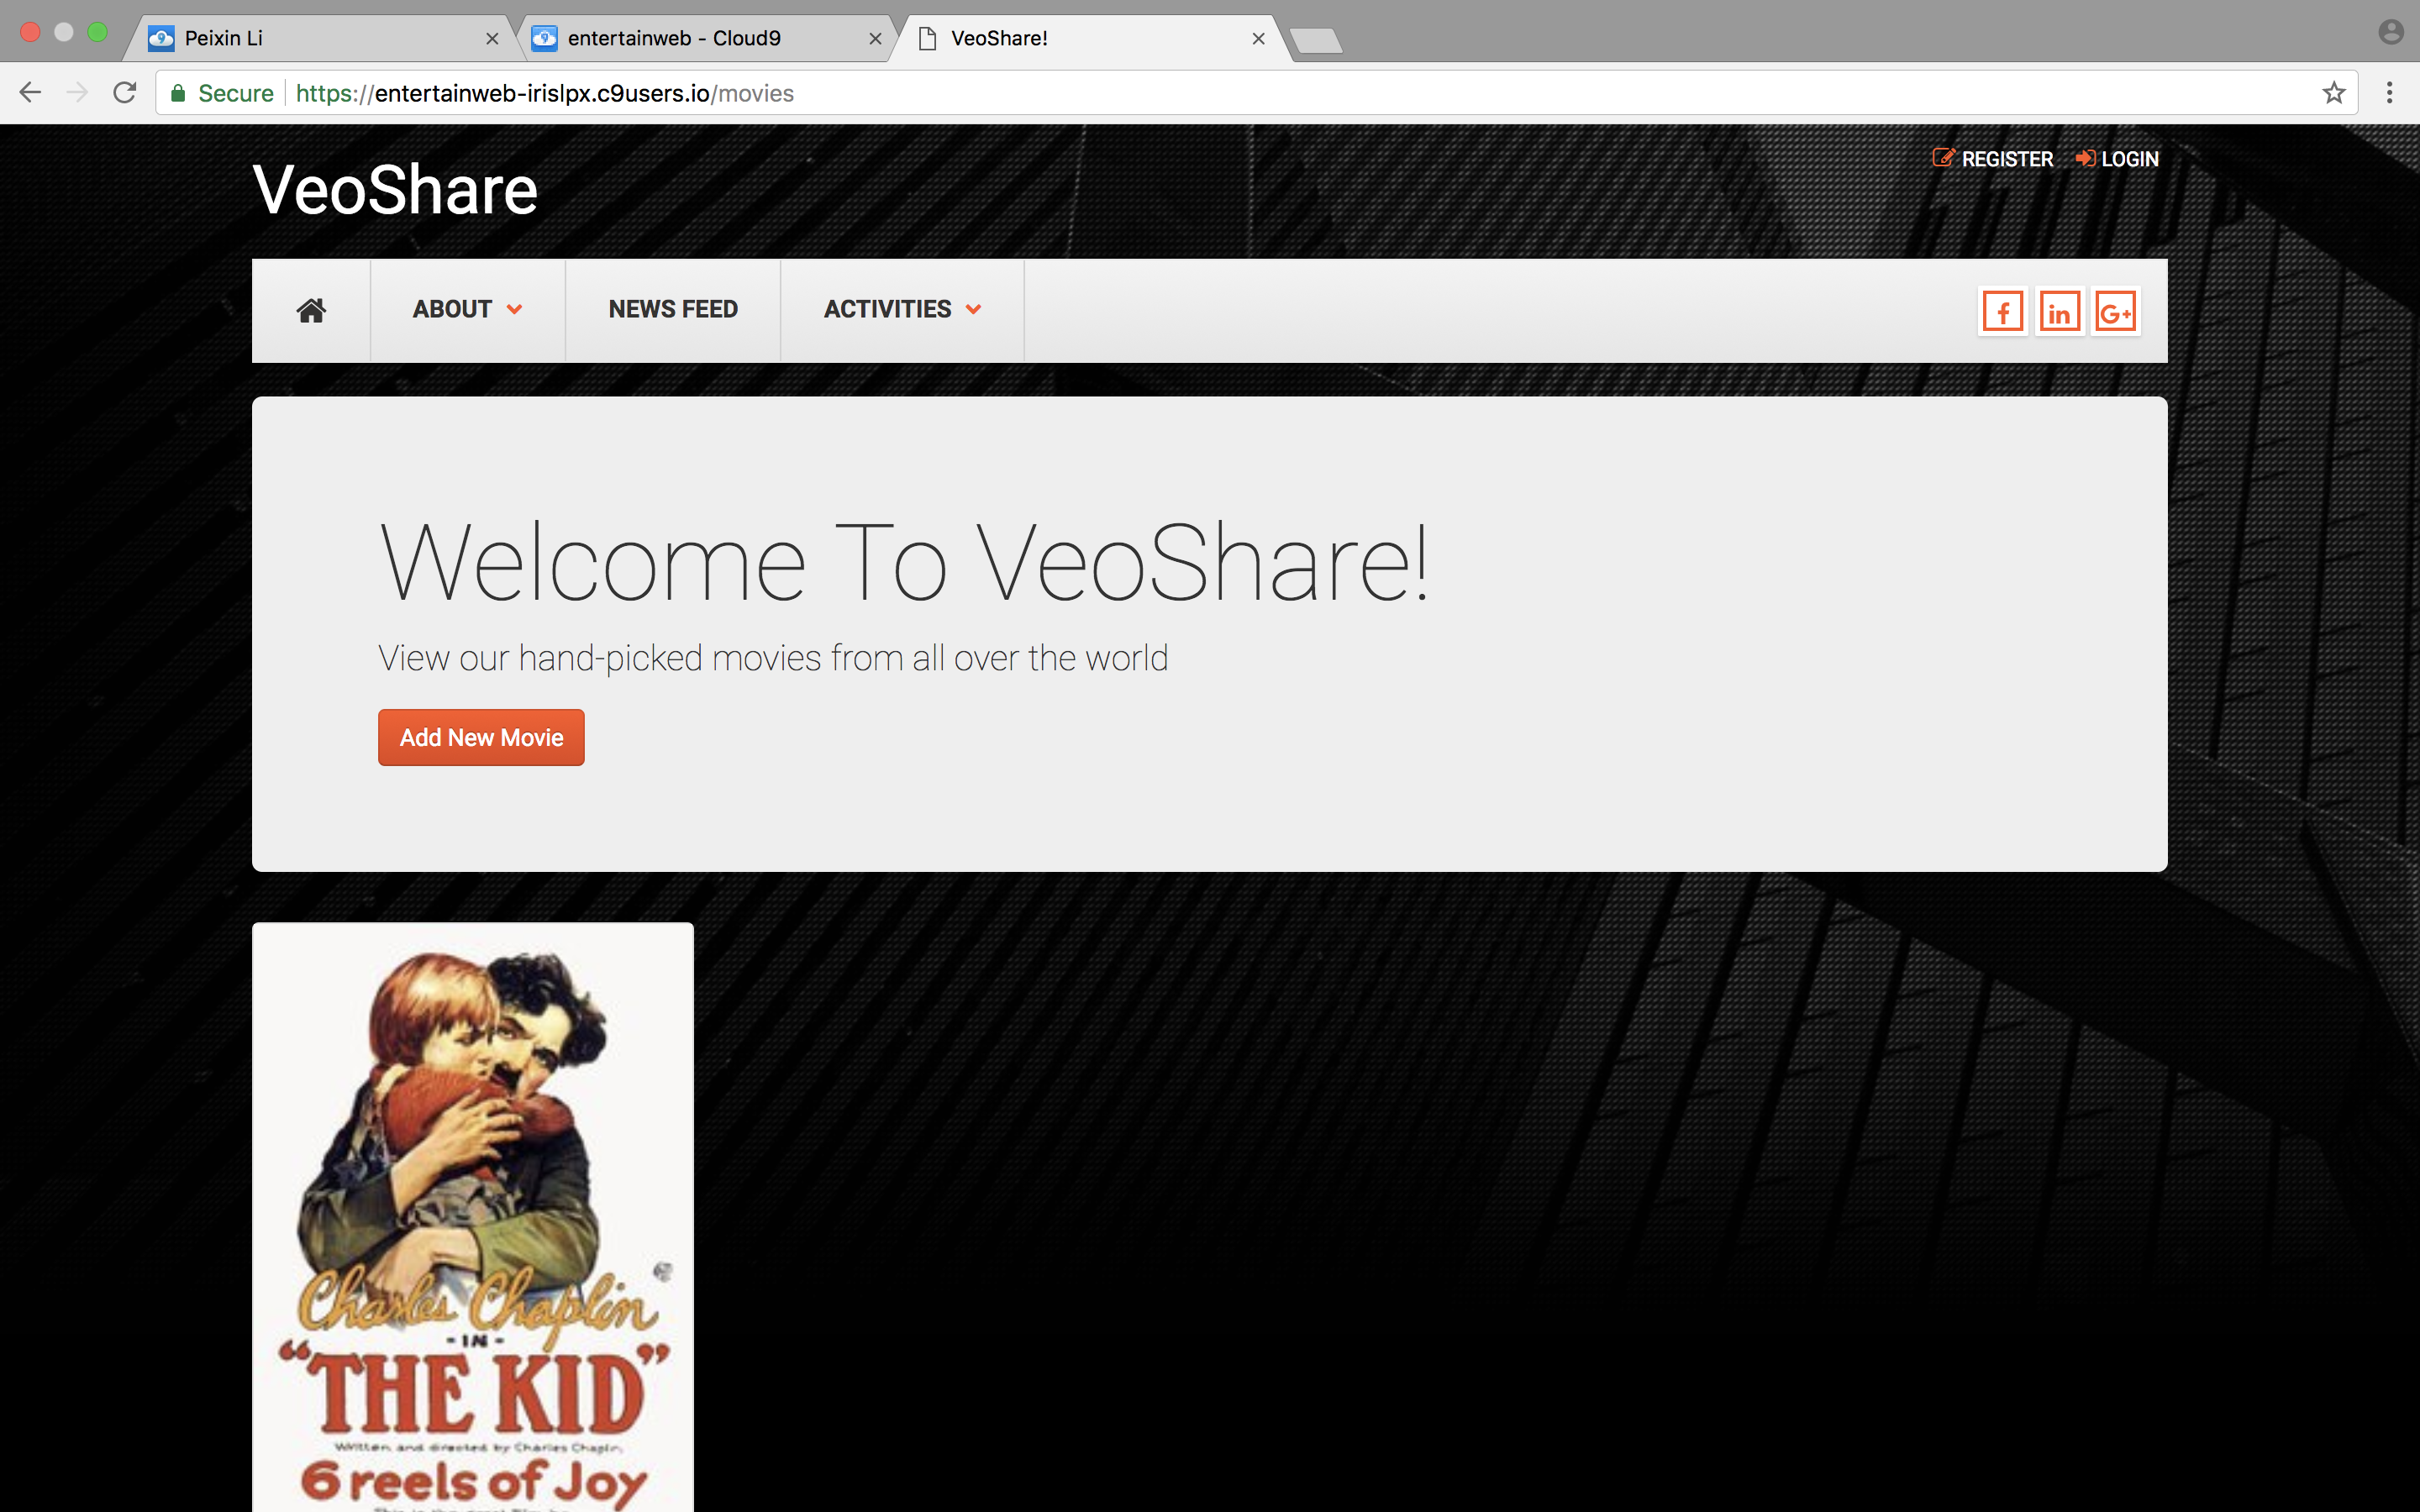 Peixin Li
entertainweb - Cloud9
VeoShare!
Secure
https://entertainweb-irislpx.c9users.io/movies
REGISTER LOGIN
VeoShare
ABOUT NEWS FEED ACTIVITIES
f in G+
Welcome To VeoShare!
View our hand-picked movies from all over the world
Add New Movie
Charles Chaplin
- IN -
“THE KID”
Written and directed by Charles Chaplin
6 reels of Joy